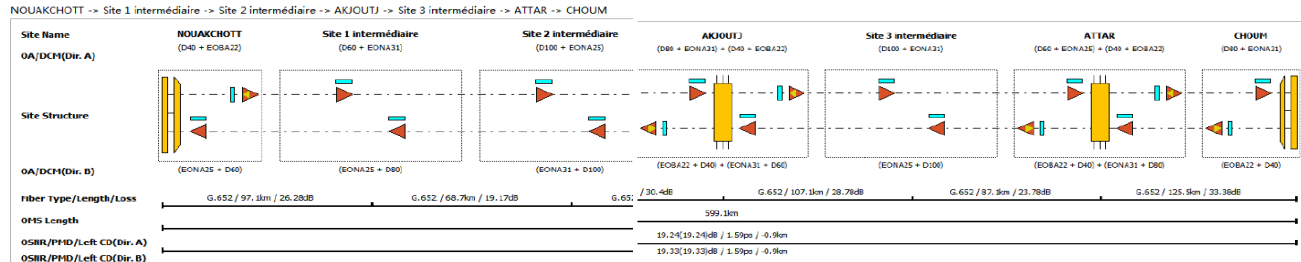 NOUAKCHOTT -> Site 1 intermédiaire -> Site 2 intermédiaire -> AKJOUTJ -> Site 3 intermédiaire -> ATTAR -> CHOUM
Site Name NOUAKCHOTT Site 1 intermédiaire Site 2 intermédiaire AKJOUTJ Site 3 intermédiaire ATTAR CHOUM
OA/DCM(Dir. A) (D40 + EOBA22) (D60 + EONA31) (D100 + EONA25) (D80 + EONA31) + (D40 + EOBA22) (D100 + EONA31) (D60 + EONA25) + (D40 + EOBA22) (D80 + EONA31)
Site Structure
OA/DCM(Dir. B) (EONA25 + D60) (EONA25 + D80) (EONA31 + D100) (EOBA22 + D40) + (EONA31 + D60) (EONA25 + D100) (EOBA22 + D40) + (EONA31 + D80) (EOBA22 + D40)
Fiber Type/Length/Loss G.652 / 97.1km / 26.28dB G.652 / 68.7km / 19.17dB G.652 / 30.4dB G.652 / 107.1km / 28.78dB G.652 / 87.1km / 23.78dB G.652 / 125.5km / 33.38dB
OMS Length 599.1km
OSNR/PMD/Left CD(Dir. A) 19.24(19.24)dB / 1.59ps / -0.9km
OSNR/PMD/Left CD(Dir. B) 19.33(19.33)dB / 1.59ps / -0.9km